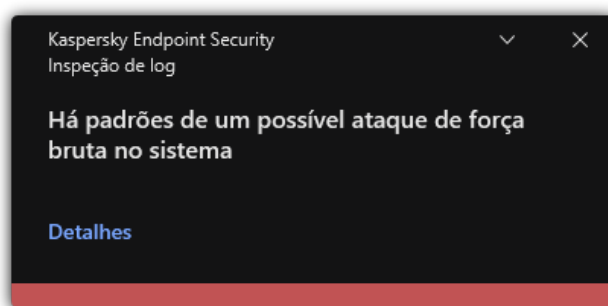 Kaspersky Endpoint Security
Inspeção de log
Há padrões de um possível ataque de força
bruta no sistema
Detalhes